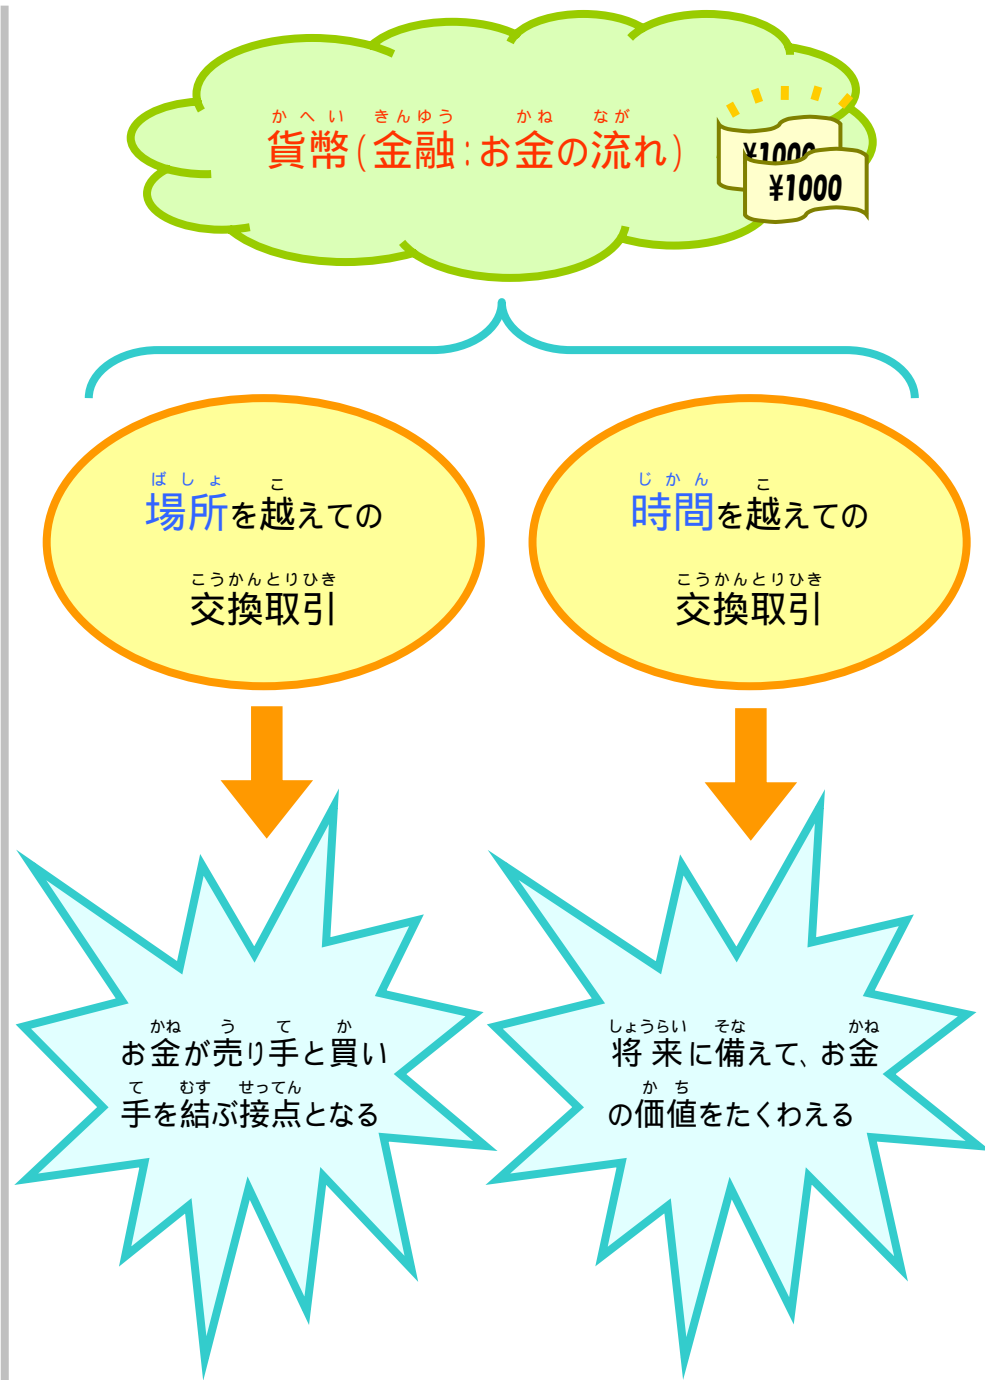 かへい きんゆう かね なが
貨幣(金融:お金の流れ)
¥1000
¥1000
ばしょ こ
場所を越えての
こうかんとりひき
交換取引
じかん こ
時間を越えての
こうかんとりひき
交換取引
かね う て か
お金が売り手と買い
て むす せってん
手を結ぶ接点となる
しょうらい そな かね
将来に備えて、お金
かち
の価値をたくわえる